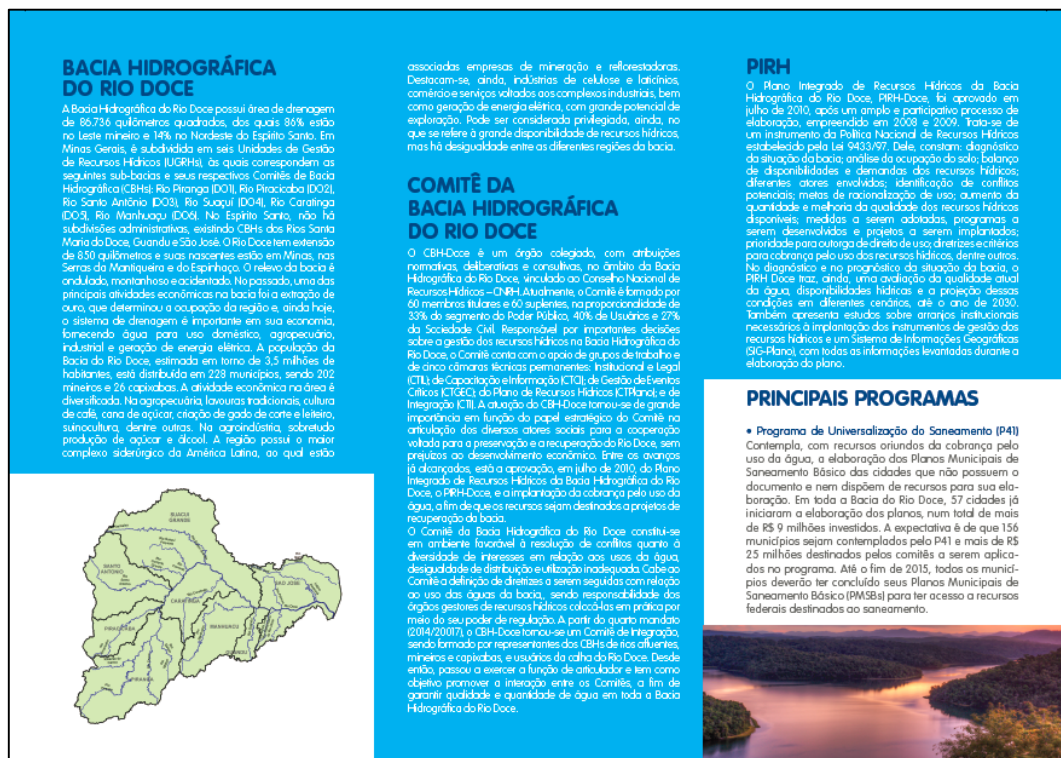 BACIA HIDROGRÁFICA
DO RIO DOCE
A Bacia Hidrográfica do Rio Doce possui área de drenagem
de 86.736 quilômetros quadrados, dos quais 86% estão
no Leste mineiro e 14% no Nordeste do Espírito Santo. Em
Minas Gerais, é subdividida em seis Unidades de Gestão
de Recursos Hídricos (UGRHs), às quais correspondem as
seguintes sub-bacias e seus respectivos Comitês de Bacia
Hidrográfica (CBHs): Rio Piranga (DO1), Rio Piracicaba (DO2),
Rio Santo Antônio (DO3), Rio Suaçuí (DO4), Rio Caratinga
(DO5), Rio Manhuaçu (DO6). No Espírito Santo, não há
subdivisões administrativas, existindo CBHs dos Rios Santa
Maria do Doce, Guandu e São José. O Rio Doce tem extensão
de 850 quilômetros e suas nascentes estão em Minas, nas
Serras da Mantiqueira e do Espinhaço. O relevo da bacia é
ondulado, montanhoso e acidentado. No passado, uma das
principais atividades econômicas na bacia foi a extração de
ouro, que determinou a ocupação da região e, ainda hoje,
o sistema de drenagem é importante em sua economia,
fornecendo água para uso doméstico, agropecuário,
industrial e geração de energia elétrica. A população da
Bacia do Rio Doce, estimada em torno de 3,5 milhões de
habitantes, está distribuída em 228 municípios, sendo 202
mineiros e 26 capixabas. A atividade econômica na área é
diversificada. Na agropecuária, lavouras tradicionais, cultura
de café, cana de açúcar, criação de gado de corte e leiteiro,
suinocultura, dentre outras. Na agroindústria, sobretudo
produção de açúcar e álcool. A região possui o maior
complexo siderúrgico da América Latina, ao qual estão
SUAÇUI
GRANDE
SANTO
ANTÔNIO
SÃO JOSÉ
CARATINGA
PIRACICABA
MANHUAÇU
GUANDU
PIRANGA
associadas empresas de mineração e reflorestadoras.
Destacam-se, ainda, indústrias de celulose e laticínios,
comércio e serviços voltados aos complexos industriais, bem
como geração de energia elétrica, com grande potencial de
exploração. Pode ser considerada privilegiada, ainda, no
que se refere à grande disponibilidade de recursos hídricos,
mas há desigualdade entre as diferentes regiões da bacia.
COMITÊ DA
BACIA HIDROGRÁFICA
DO RIO DOCE
O CBH-Doce é um órgão colegiado, com atribuições
normativas, deliberativas e consultivas, no âmbito da Bacia
Hidrográfica do Rio Doce, vinculado ao Conselho Nacional de
Recursos Hídricos – CNRH. Atualmente, o Comitê é formado por
60 membros titulares e 60 suplentes, na proporcionalidade de
33% do segmento do Poder Público, 40% de Usuários e 27%
da Sociedade Civil. Responsável por importantes decisões
sobre a gestão dos recursos hídricos na Bacia Hidrográfica do
Rio Doce, o Comitê conta com o apoio de grupos de trabalho e
de cinco câmaras técnicas permanentes: Institucional e Legal
(CTIL); de Capacitação e Informação (CTCI); de Gestão de Eventos
Críticos (CTGEC); do Plano de Recursos Hídricos (CTPlano); e de
Integração (CTI). A atuação do CBH-Doce tornou-se de grande
importância em função do papel estratégico do Comitê na
articulação dos diversos atores sociais para a cooperação
voltada para a preservação e a recuperação do Rio Doce, sem
prejuízos ao desenvolvimento econômico. Entre os avanços
já alcançados, está a aprovação, em julho de 2010, do Plano
Integrado de Recursos Hídricos da Bacia Hidrográfica do Rio
Doce, o PIRH-Doce, e a implantação da cobrança pelo uso da
água, a fim de que os recursos sejam destinados a projetos de
recuperação da bacia.
O Comitê da Bacia Hidrográfica do Rio Doce constitui-se
em ambiente favorável à resolução de conflitos quanto à
diversidade de interesses em relação aos usos da água,
desigualdade de distribuição e utilização inadequada. Cabe ao
Comitê a definição de diretrizes a serem seguidas com relação
ao uso das águas da bacia,, sendo responsabilidade dos
órgãos gestores de recursos hídricos colocá-las em prática por
meio do seu poder de regulação. A partir do quarto mandato
(2014/20017), o CBH-Doce tornou-se um Comitê de Integração,
sendo formado por representantes dos CBHs de rios afluentes,
mineiros e capixabas, e usuários da calha do Rio Doce. Desde
então, passou a exercer a função de articulador e tem como
objetivo promover a interação entre os Comitês, a fim de
garantir qualidade e quantidade de água em toda a Bacia
Hidrográfica do Rio Doce.
PIRH
O Plano Integrado de Recursos Hídricos da Bacia
Hidrográfica do Rio Doce, PIRH-Doce, foi aprovado em
julho de 2010, após um amplo e participativo processo de
elaboração, empreendido em 2008 e 2009. Trata-se de
um instrumento da Política Nacional de Recursos Hídricos
estabelecido pela Lei 9433/97. Dele, constam: diagnóstico
da situação da bacia; análise da ocupação do solo; balanço
de disponibilidades e demandas dos recursos hídricos;
diferentes atores envolvidos; identificação de conflitos
potenciais; metas de racionalização de uso; aumento da
quantidade e melhoria da qualidade dos recursos hídricos
disponíveis; medidas a serem adotadas, programas a
serem desenvolvidos e projetos a serem implantados;
prioridade para outorga de direito de uso; diretrizes e critérios
para cobrança pelo uso dos recursos hídricos, dentre outros.
No diagnóstico e no prognóstico da situação da bacia, o
PIRH Doce traz, ainda, uma avaliação da qualidade atual
da água, disponibilidades hídricas e a projeção dessas
condições em diferentes cenários, até o ano de 2030.
Também apresenta estudos sobre arranjos institucionais
necessários à implantação dos instrumentos de gestão dos
recursos hídricos e um Sistema de Informações Geográficas
(SIG-Plano), com todas as informações levantadas durante a
elaboração do plano.
PRINCIPAIS PROGRAMAS
• Programa de Universalização do Saneamento (P41)
Contempla, com recursos oriundos da cobrança pelo
uso da água, a elaboração dos Planos Municipais de
Saneamento Básico das cidades que não possuem o
documento e nem dispõem de recursos para sua ela-
boração. Em toda a Bacia do Rio Doce, 57 cidades já
iniciaram a elaboração dos planos, num total de mais
de R$ 9 milhões investidos. A expectativa é de que 156
municípios sejam contemplados pelo P41 e mais de R$
25 milhões destinados pelos comitês a serem aplica-
dos no programa. Até o fim de 2015, todos os municí-
pios deverão ter concluído seus Planos Municipais de
Saneamento Básico (PMSBs) para ter acesso a recursos
federais destinados ao saneamento.